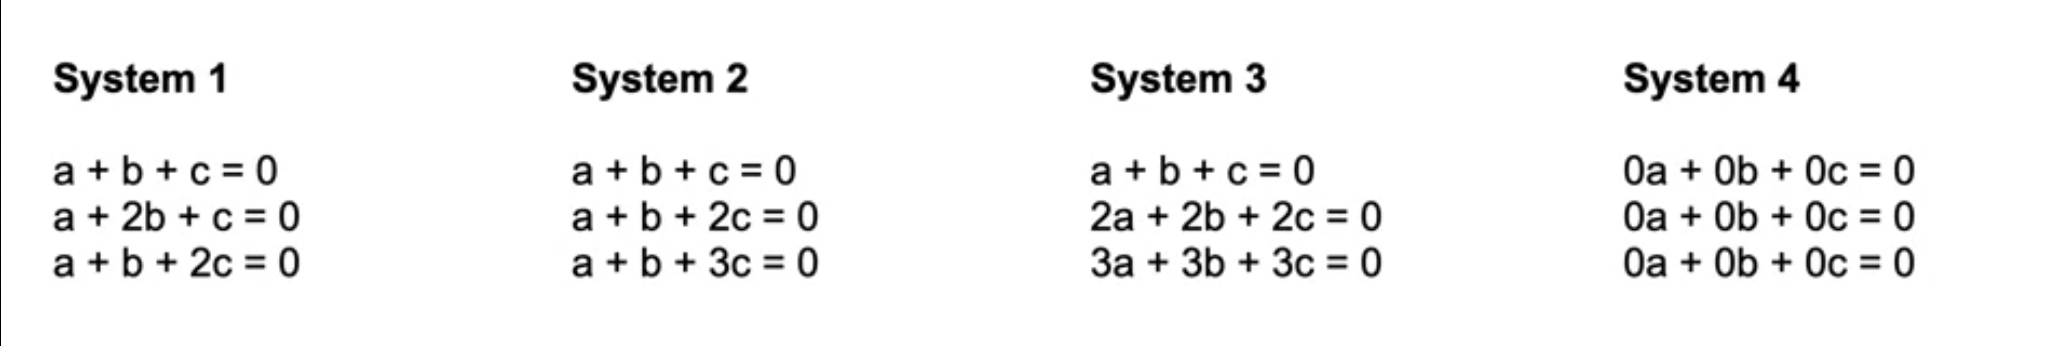 System 1
a + b + c = 0
a + 2b + c = 0
a + b + 2c = 0
System 2
a + b + c = 0
a + b + 2c = 0
a + b + 3c = 0
System 3
a + b + c = 0
2a + 2b + 2c = 0
3a + 3b + 3c = 0
System 4
0a + 0b + 0c = 0
0a + 0b + 0c = 0
0a + 0b + 0c = 0